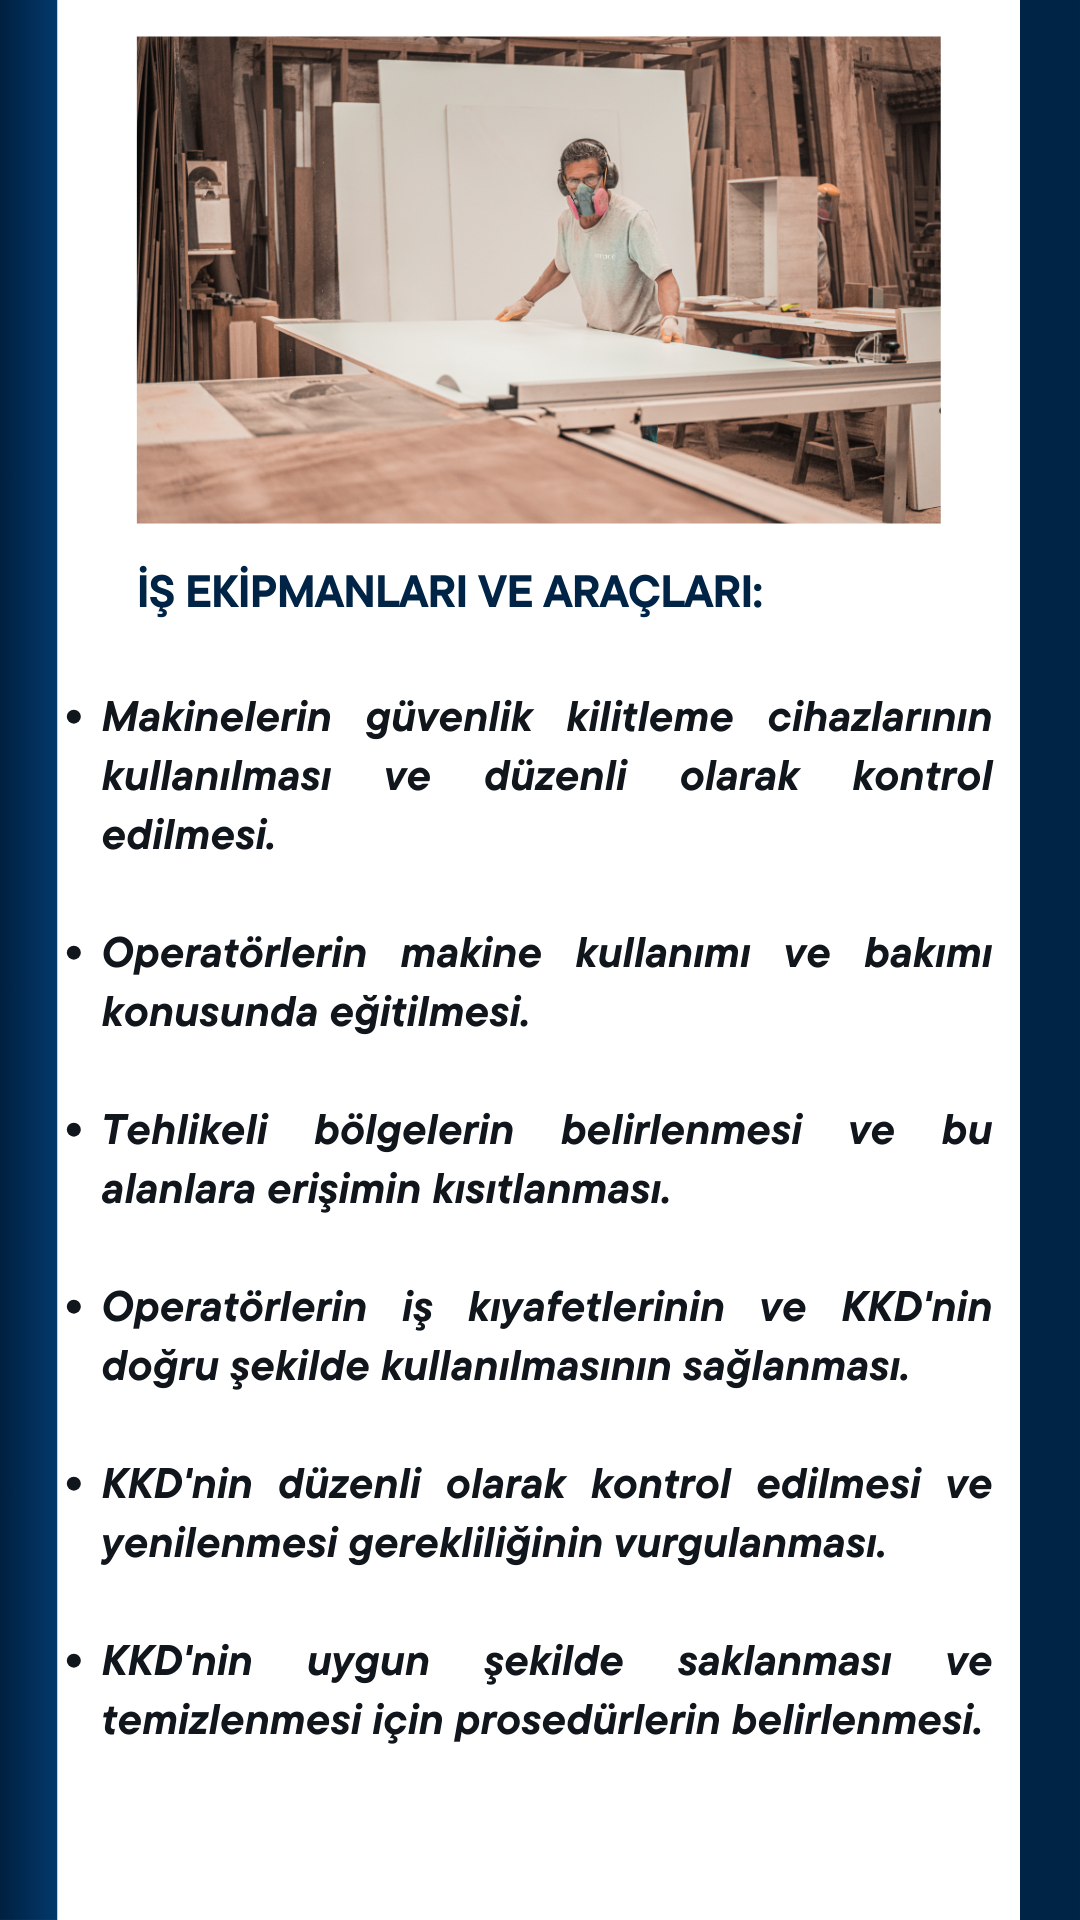 İŞ EKİPMANLARI VE ARAÇLARI:
• Makinelerin güvenlik kilitleme cihazlarının
kullanılması ve düzenli olarak kontrol
edilmesi.
• Operatörlerin makine kullanımı ve bakımı
konusunda eğitilmesi.
• Tehlikeli bölgelerin belirlenmesi ve bu
alanlara erişimin kısıtlanması.
• Operatörlerin iş kıyafetlerinin ve KKD'nin
doğru şekilde kullanılmasının sağlanması.
• KKD'nin düzenli olarak kontrol edilmesi ve
yenilenmesi gerekliliğinin vurgulanması.
• KKD'nin uygun şekilde saklanması ve
temizlenmesi için prosedürlerin belirlenmesi.